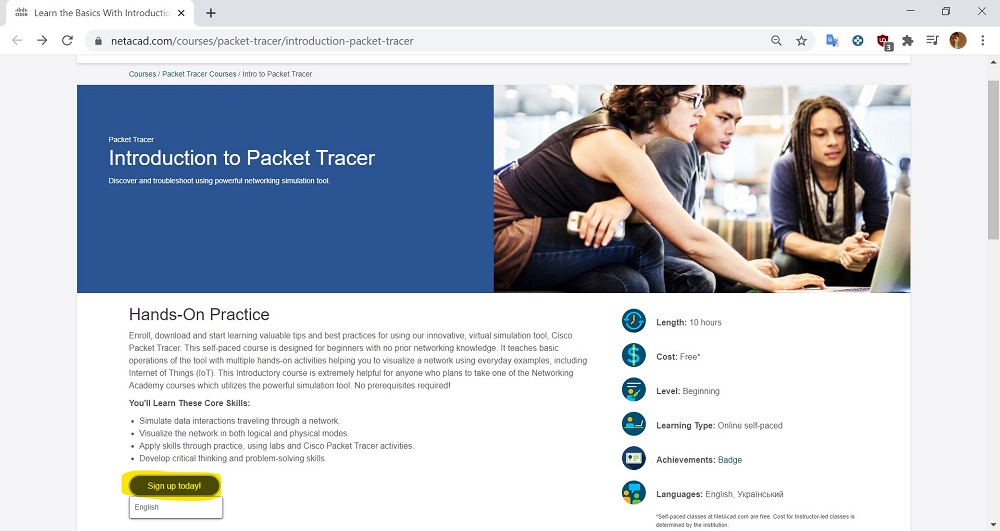 Learn the Basics With Introductio
netacad.com/courses/packet-tracer/introduction-packet-tracer
3
Courses / Packet Tracer Courses / Intro to Packet Tracer
Packet Tracer
Introduction to Packet Tracer
Discover and troubleshoot using powerful networking simulation tool.
Hands-On Practice
Enroll, download and start learning valuable tips and best practices for using our innovative, virtual simulation tool, Cisco
Packet Tracer. This self-paced course is designed for beginners with no prior networking knowledge. It teaches basic
operations of the tool with multiple hands-on activities helping you to visualize a network using everyday examples, including
Internet of Things (IoT). This Introductory course is extremely helpful for anyone who plans to take one of the Networking
Academy courses which utilizes the powerful simulation tool. No prerequisites required!
You'll Learn These Core Skills:
Simulate data interactions traveling through a network.
Visualize the network in both logical and physical modes.
Apply skills through practice, using labs and Cisco Packet Tracer activities.
Develop critical thinking and problem-solving skills.
Sign up today!
English
Length: 10 hours
Cost: Free*
Level: Beginning
Learning Type: Online self-paced
Achievements: Badge
Languages: English, Український
*Self-paced classes at NetAcad.com are free. Cost for Instructor-led classes is
determined by the institution.